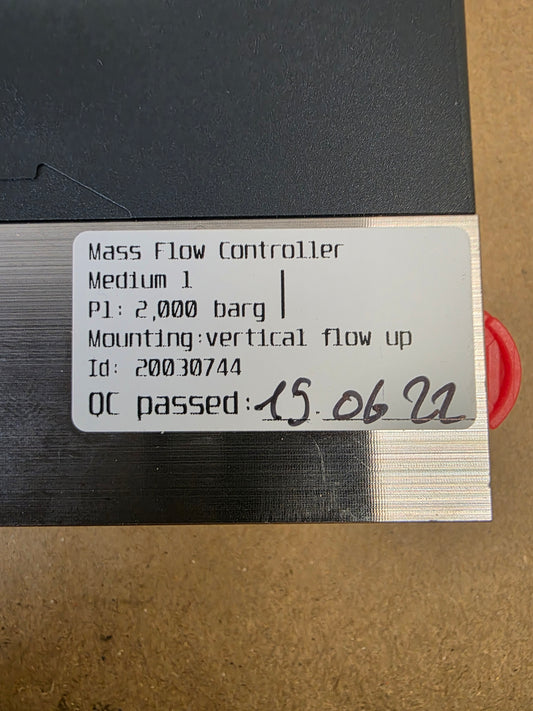 Mass Flow Controller
Medium 1
P1: 2,000 barg
Mounting:vertical flow up
Id: 20030744
QC passed: 15.06 22